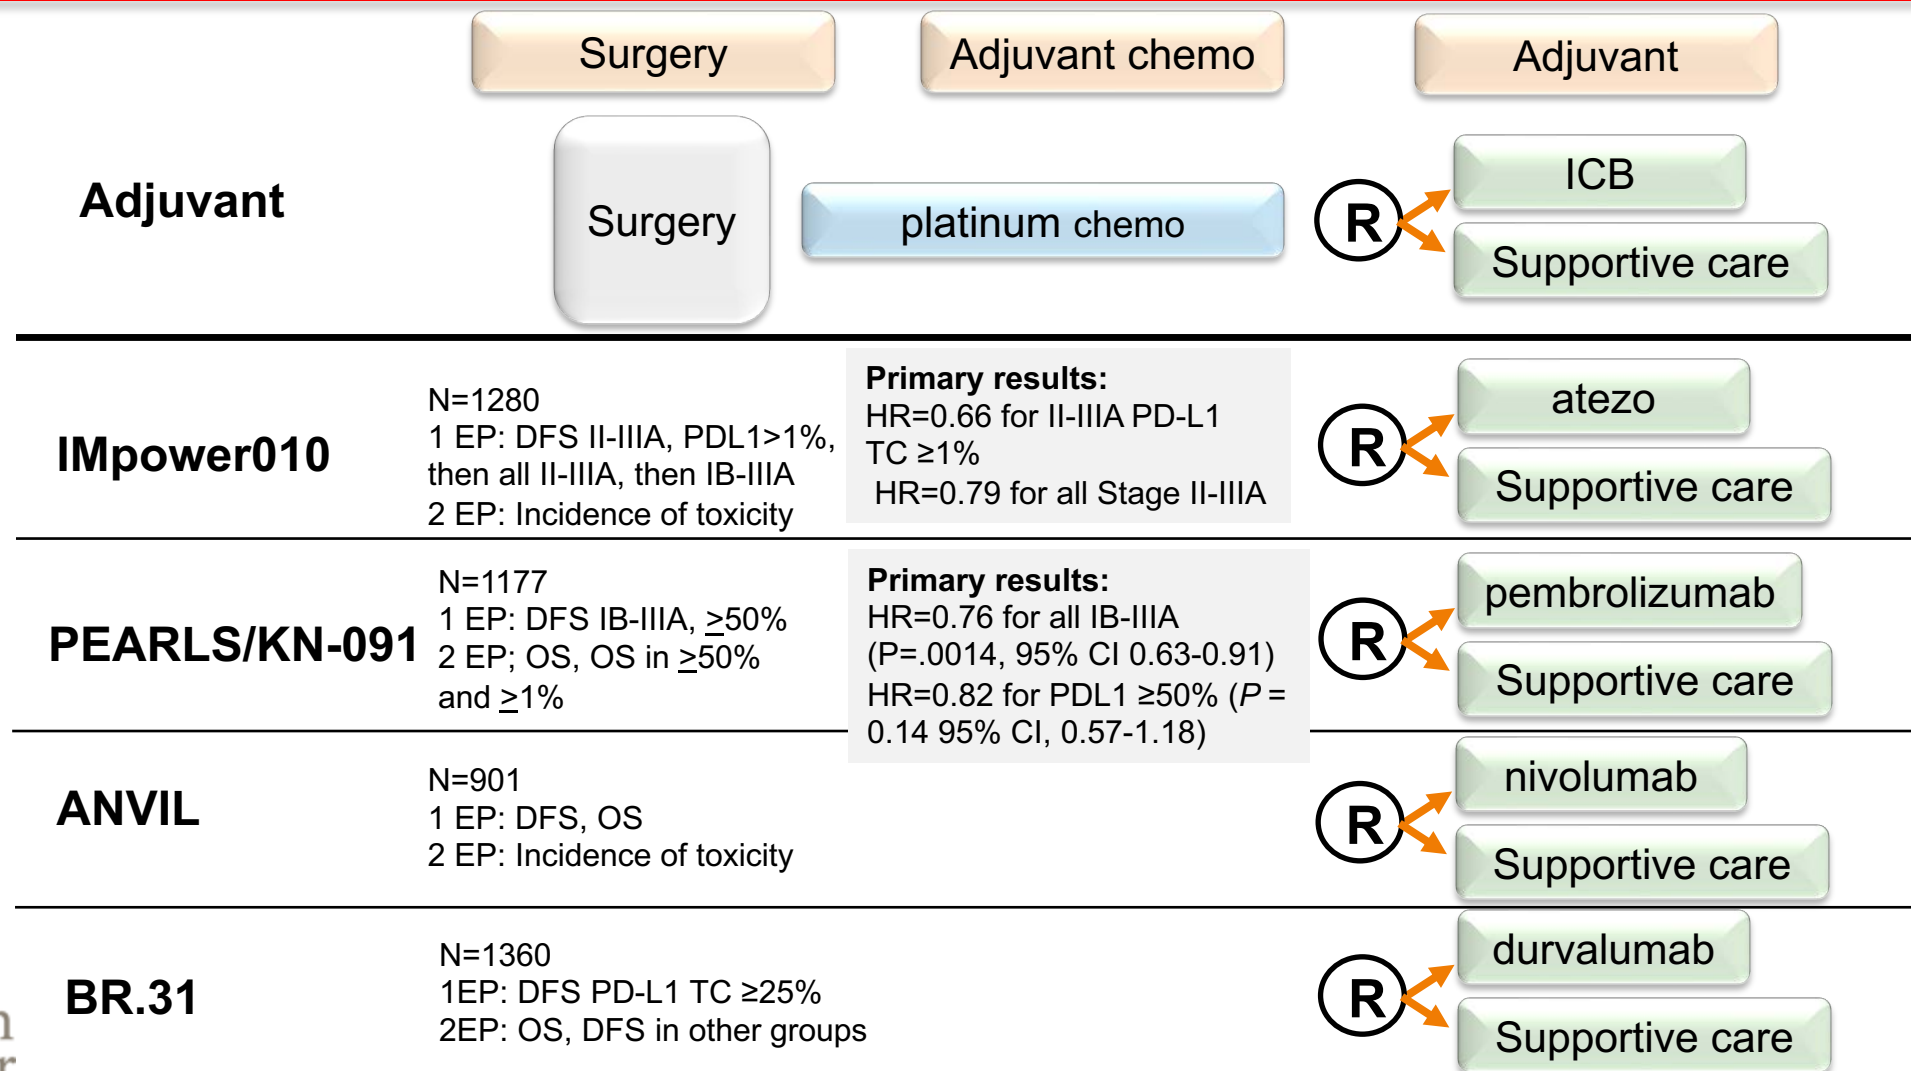 Surgery
Adjuvant chemo
Adjuvant
Adjuvant
Surgery
platinum chemo
R
ICB
Supportive care
IMpower010
N=1280
1 EP: DFS II-IIIA, PDL1>1%,
then all II-IIIA, then IB-IIIA
2 EP: Incidence of toxicity
Primary results:
HR=0.66 for II-IIIA PD-L1
TC ≥1%
HR=0.79 for all Stage II-IIIA
R
atezo
Supportive care
PEARLS/KN-091
N=1177
1 EP: DFS IB-IIIA, ≥50%
2 EP; OS, OS in ≥50%
and ≥1%
Primary results:
HR=0.76 for all IB-IIIA
(P=.0014, 95% CI 0.63-0.91)
HR=0.82 for PDL1 ≥50% (P =
0.14 95% CI, 0.57-1.18)
R
pembrolizumab
Supportive care
ANVIL
N=901
1 EP: DFS, OS
2 EP: Incidence of toxicity
R
nivolumab
Supportive care
BR.31
N=1360
1EP: DFS PD-L1 TC ≥25%
2EP: OS, DFS in other groups
R
durvalumab
Supportive care